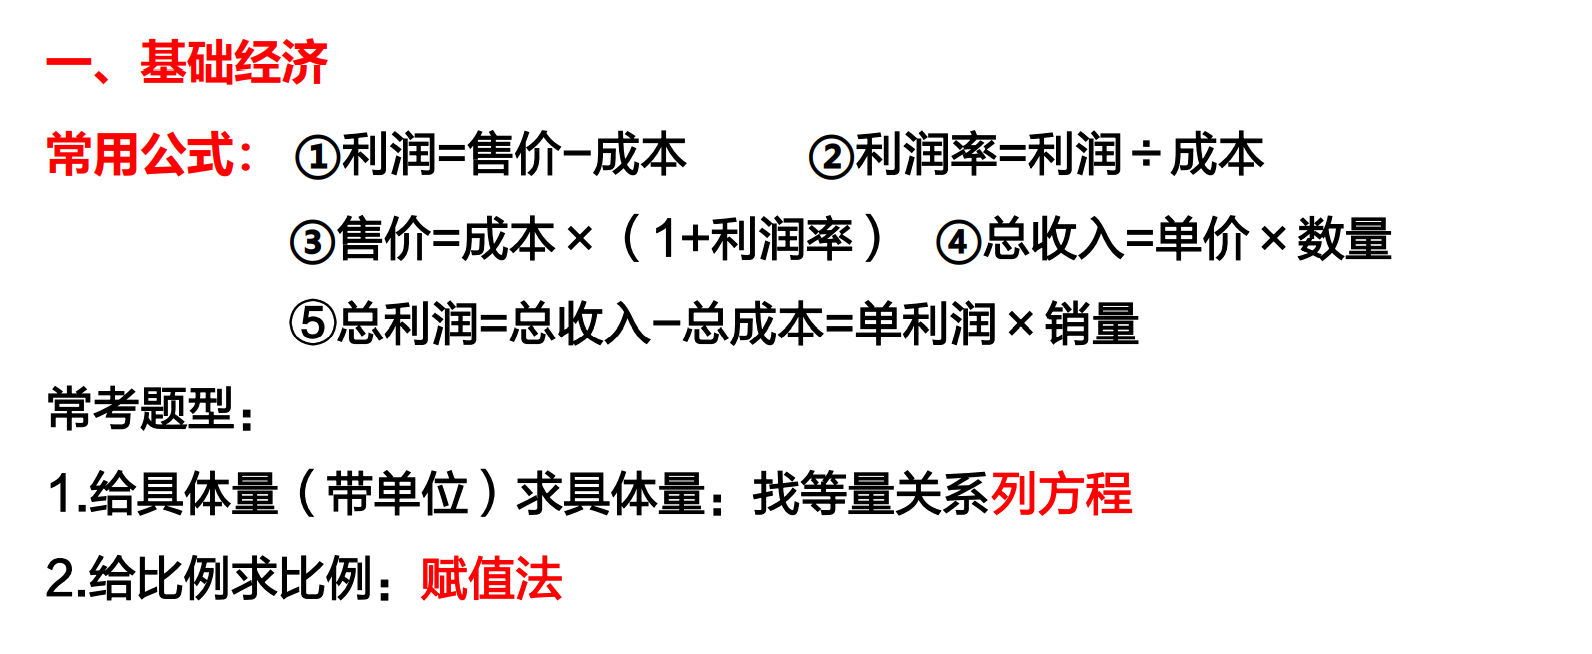 一、基础经济
常用公式： ①利润=售价−成本 ②利润率=利润÷成本
③售价=成本×（1+利润率） ④总收入=单价×数量
⑤总利润=总收入−总成本=单利润×销量
常考题型：
1.给具体量（带单位）求具体量：找等量关系列方程
2.给比例求比例：赋值法